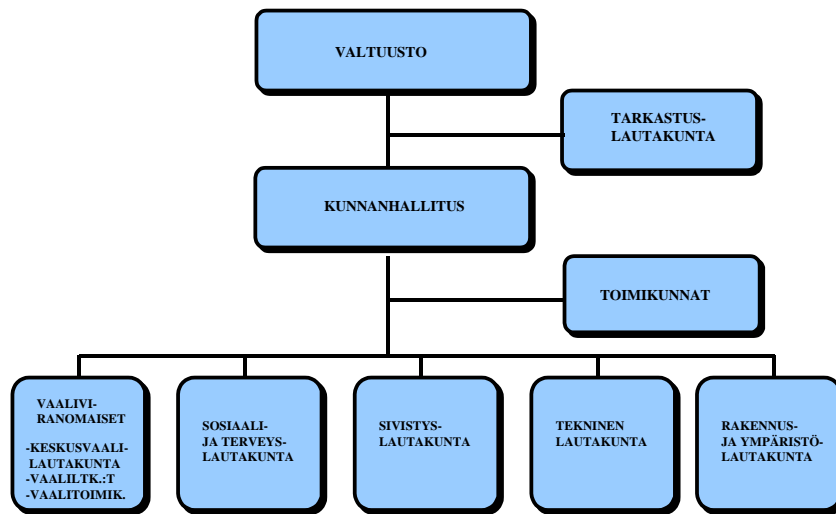 VALTUUSTO
TARKASTUS-
LAUTAKUNTA
KUNNANHALLITUS
TOIMIKUNNAT
VAALIVI-
RANOMAISET
-KESKUSVAALI-
LAUTAKUNTA
-VAALILTK.:T
-VAALITOIMIK.
SOSIAALI-
JA TERVEYS-
LAUTAKUNTA
SIVISTYS-
LAUTAKUNTA
TEKNINEN
LAUTAKUNTA
RAKENNUS-
JA YMPÄRISTÖ-
LAUTAKUNTA